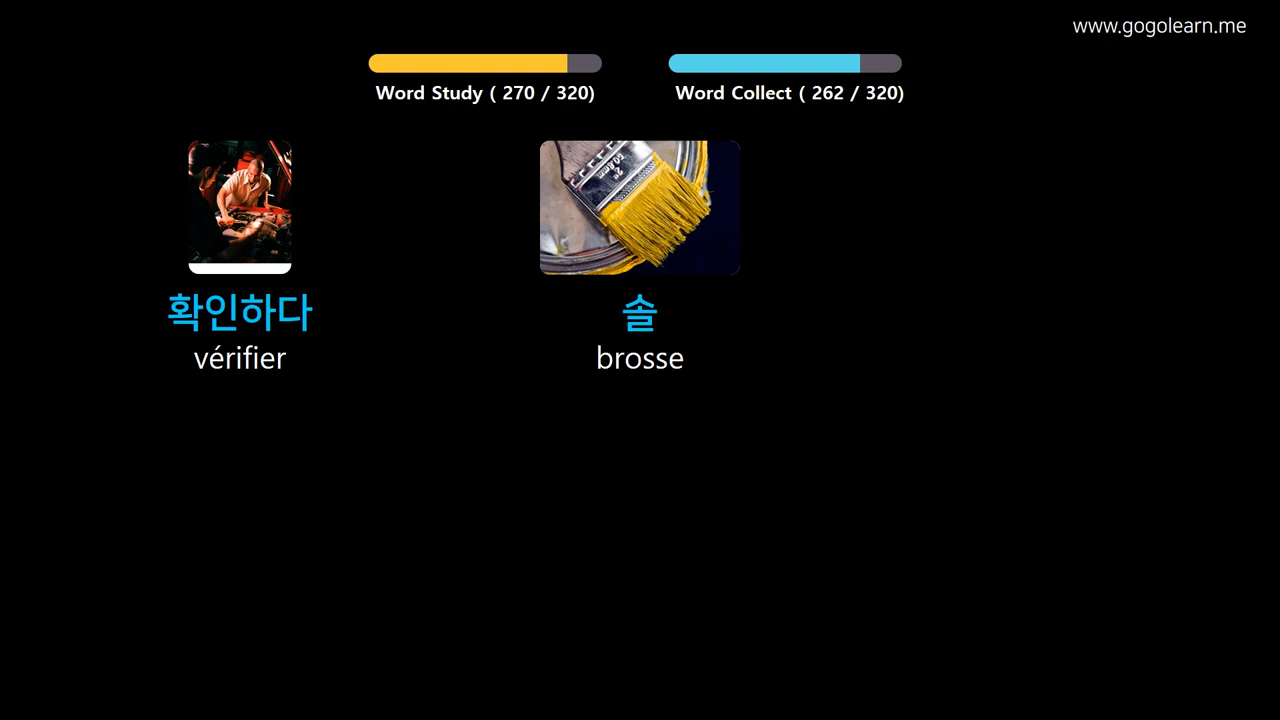 www.gogolearn.me
Word Study ( 270 / 320)
Word Collect ( 262 / 320)
확인하다
vérifier
솔
brosse